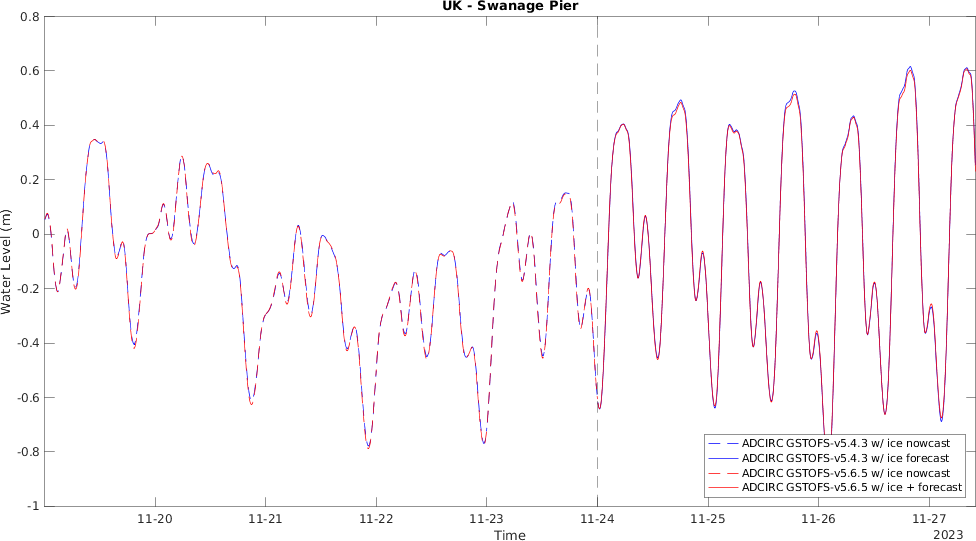 UK - Swanage Pier
0.8
0.6
0.4
0.2
0
-0.2
-0.4
-0.6
-0.8
-1
Water Level (m)
ADCIRC GSTOFS-v5.4.3 w/ ice nowcast
ADCIRC GSTOFS-v5.4.3 w/ ice forecast
ADCIRC GSTOFS-v5.6.5 w/ ice nowcast
ADCIRC GSTOFS-v5.6.5 w/ ice + forecast
11-20 11-21 11-22 11-23 11-24 11-25 11-26 11-27
Time
2023